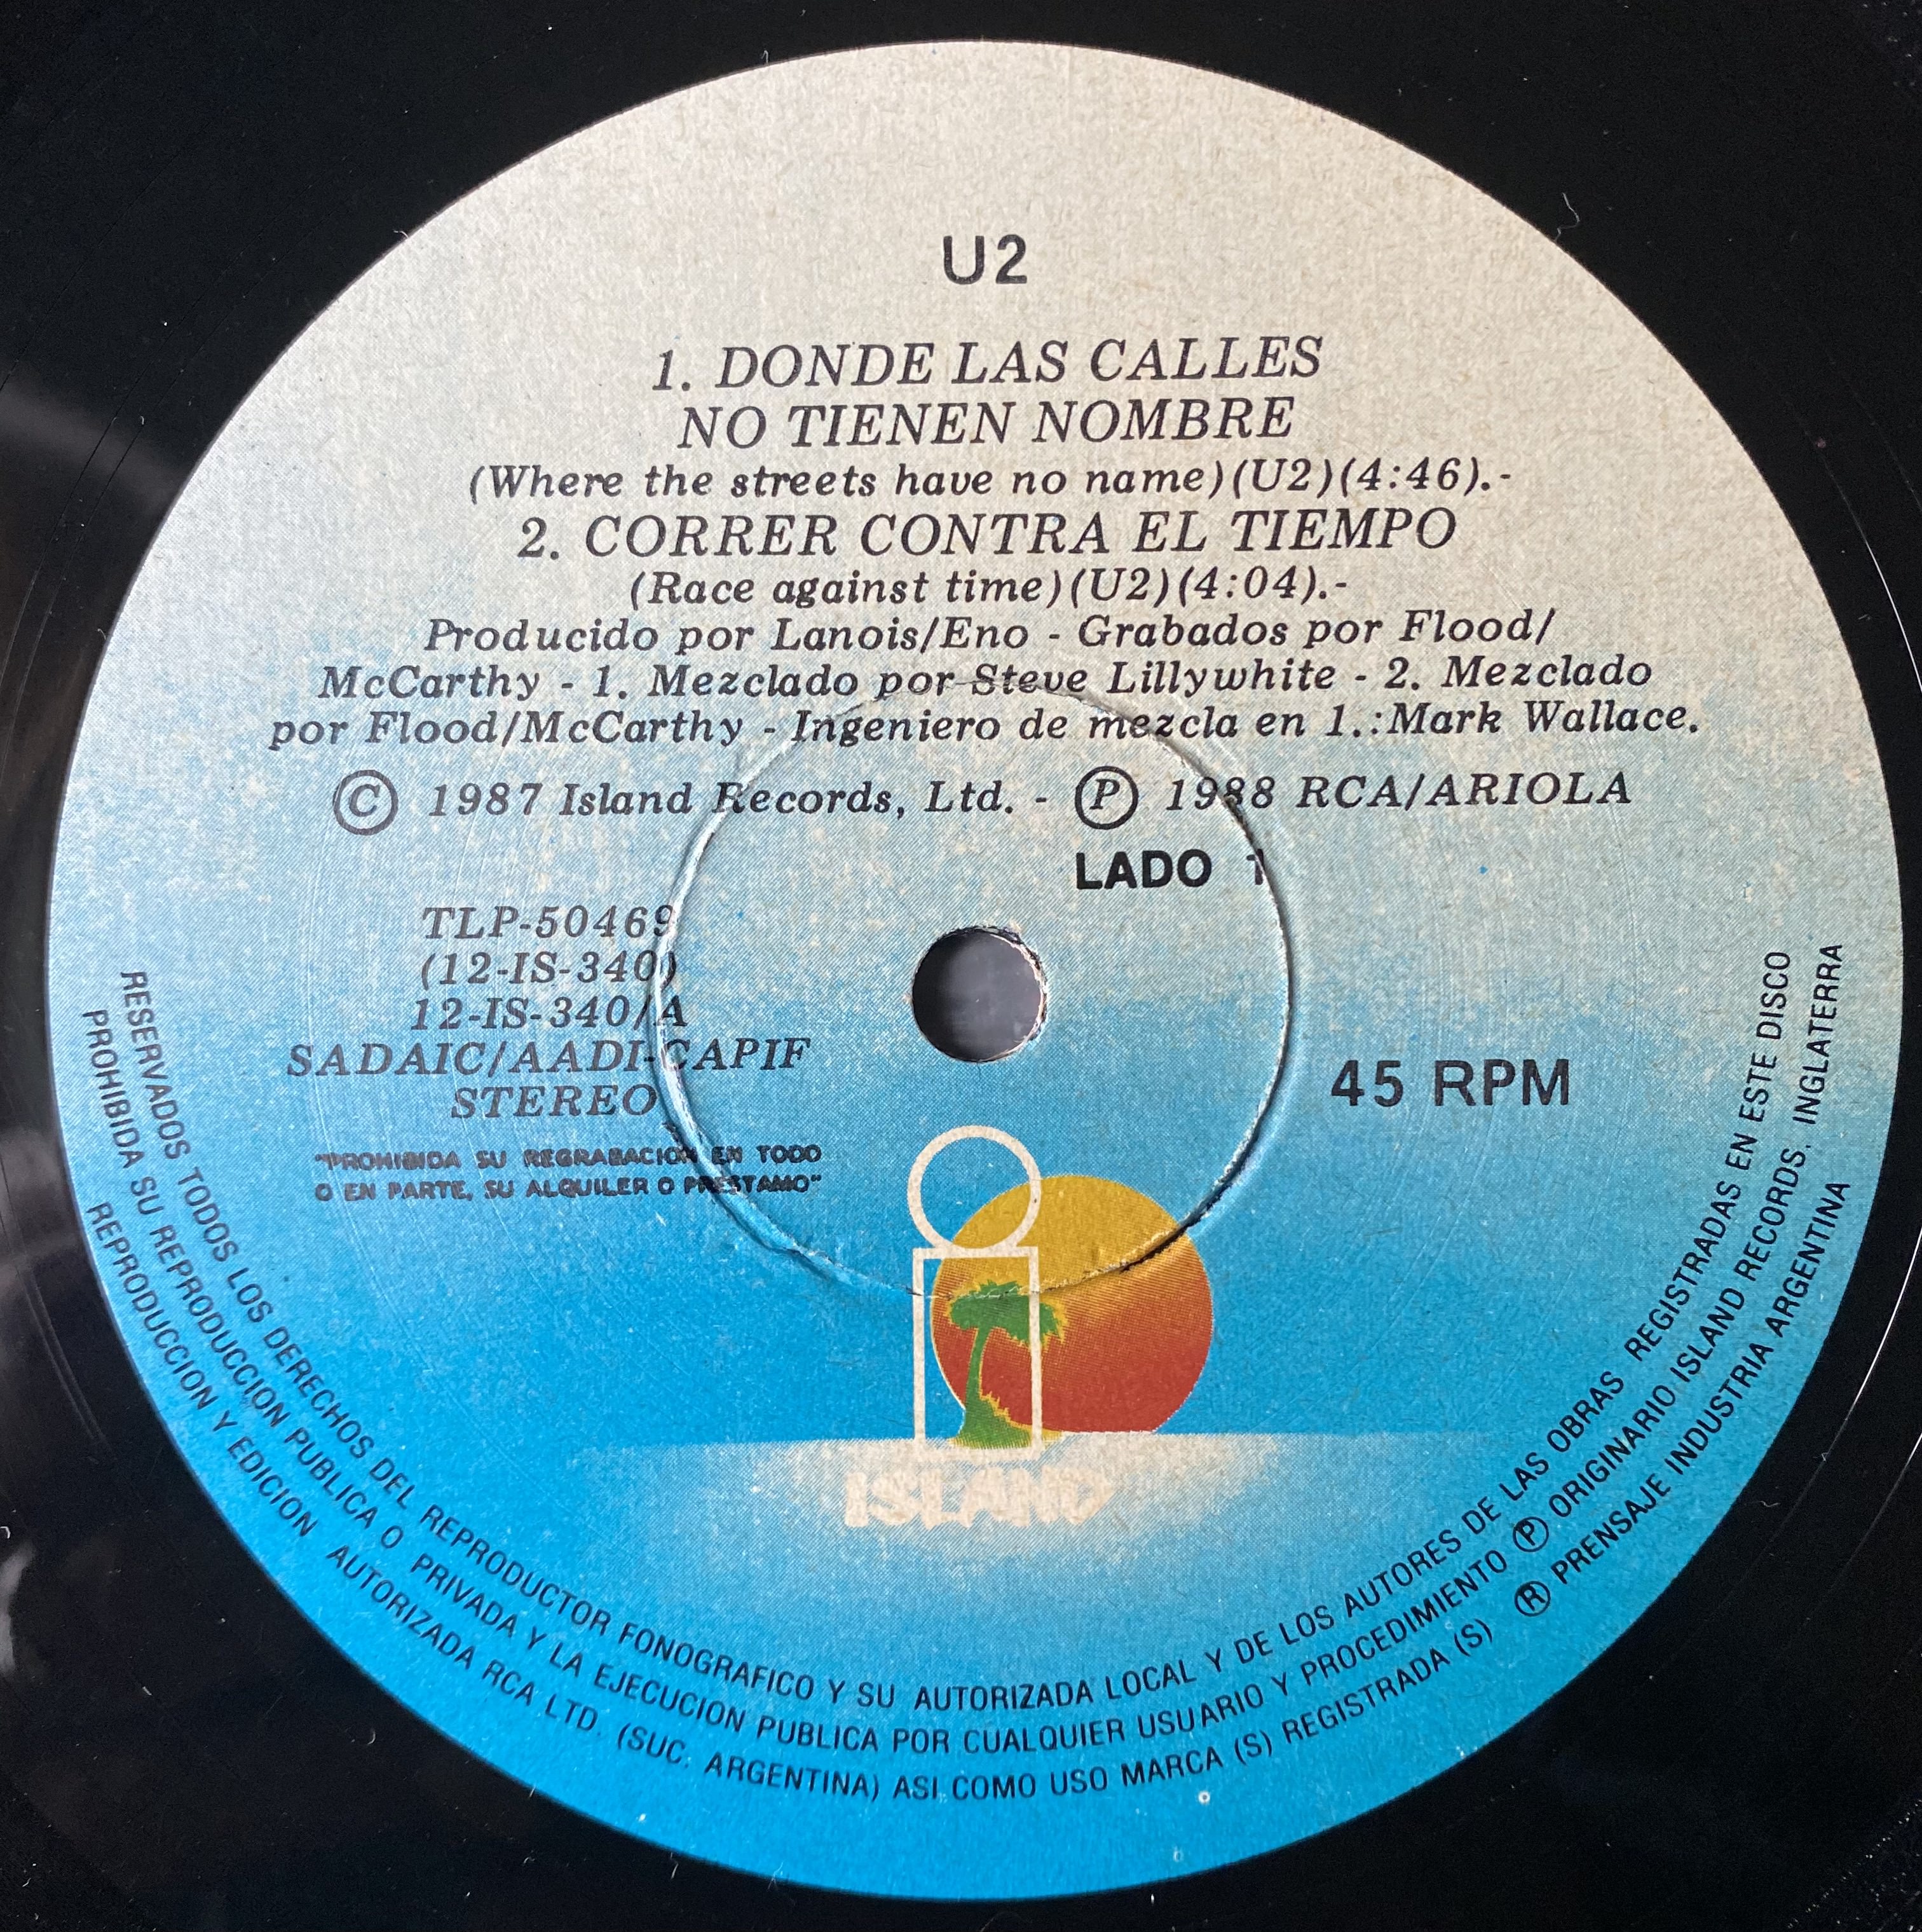 U2
1. DONDE LAS CALLES
NO TIENEN NOMBRE
(Where the streets have no name)(U2)(4:46).-
2. CORRER CONTRA EL TIEMPO
(Race against time)(U2)(4:04).-
Producido por Lanois/Eno - Grabados por Flood/
McCarthy - 1. Mezclado por Steve Lillywhite - 2. Mezclado
por Flood/McCarthy - Ingeniero de mezcla en 1.:Mark Wallace.
© 1987 Island Records, Ltd. - Ⓟ 1988 RCA/ARIOLA
LADO 1
TLP-50469
(12-IS-340)
12-IS-340/A
SADAIC/AADI-CAPIF
STEREO
45 RPM
"PROHIBIDA SU REGRABACION EN TODO
O EN PARTE, SU ALQUILER O PRESTAMO"
i
ISLAND
RESERVADOS TODOS LOS DERECHOS DEL REPRODUCTOR FONOGRAFICO Y SU AUTORIZADA LOCAL Y DE LOS AUTORES DE LAS OBRAS REGISTRADAS EN ESTE DISCO
PROHIBIDA SU REPRODUCCION PUBLICA O PRIVADA Y LA EJECUCION PUBLICA POR CUALQUIER USUARIO Y PROCEDIMIENTO Ⓟ ORIGINARIO ISLAND RECORDS. INGLATERRA
REPRODUCCION Y EDICION AUTORIZADA RCA LTD. (SUC. ARGENTINA) ASI COMO USO MARCA (S) REGISTRADA (S) ® PRENSAJE INDUSTRIA ARGENTINA